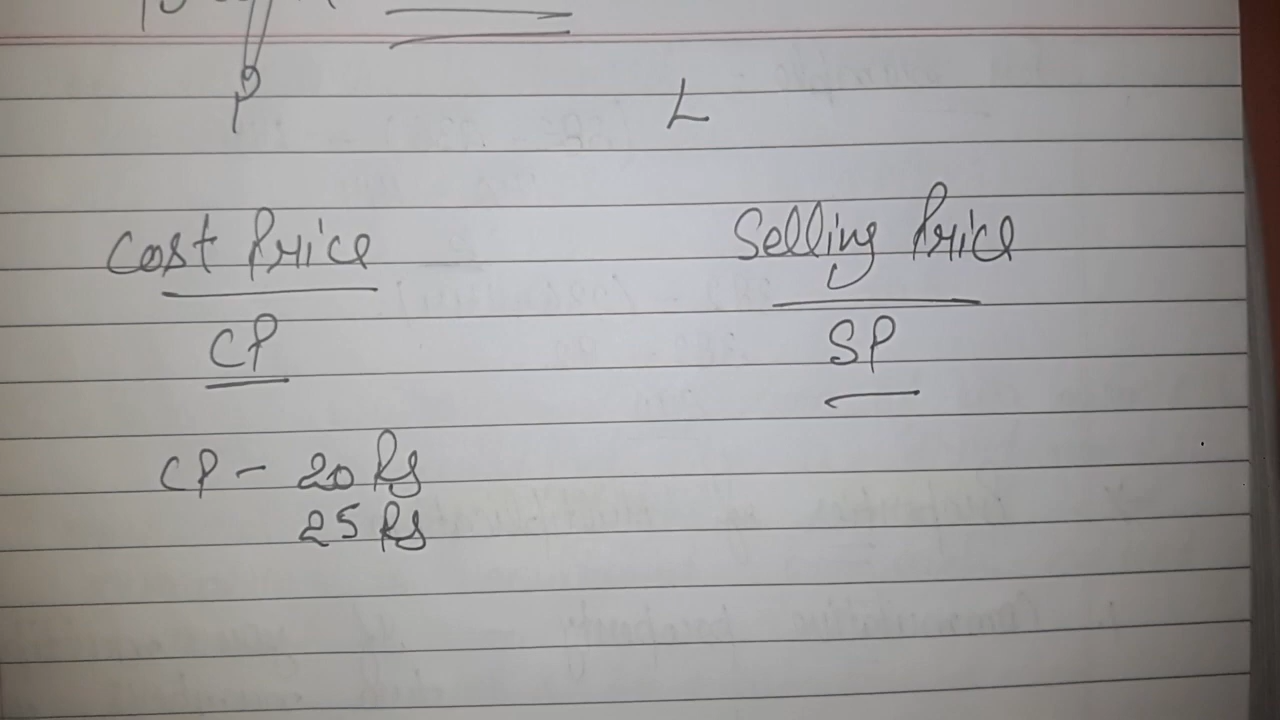 P
L
Cost Price
Selling Price
CP
SP
CP - 20 Rs
25 Rs